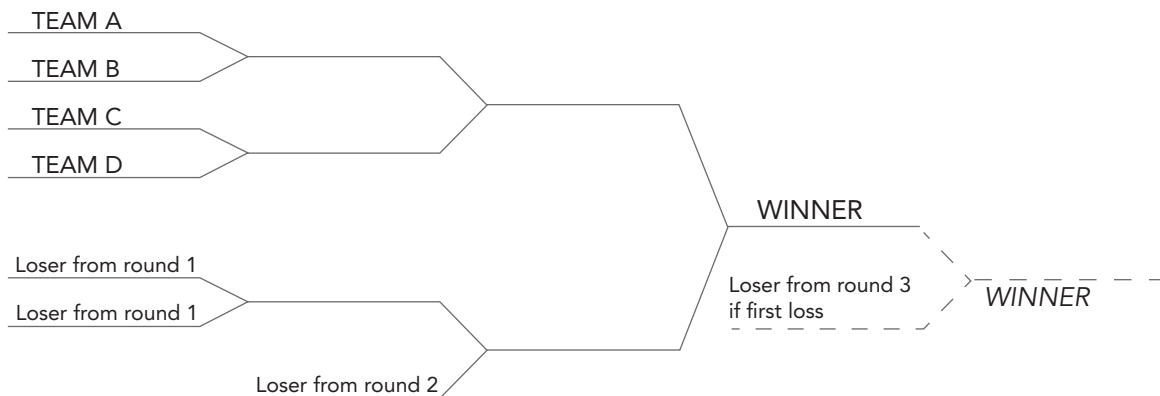 TEAM A
TEAM B
TEAM C
TEAM D
WINNER
Loser from round 1
Loser from round 3
if first loss
WINNER
Loser from round 1
Loser from round 2